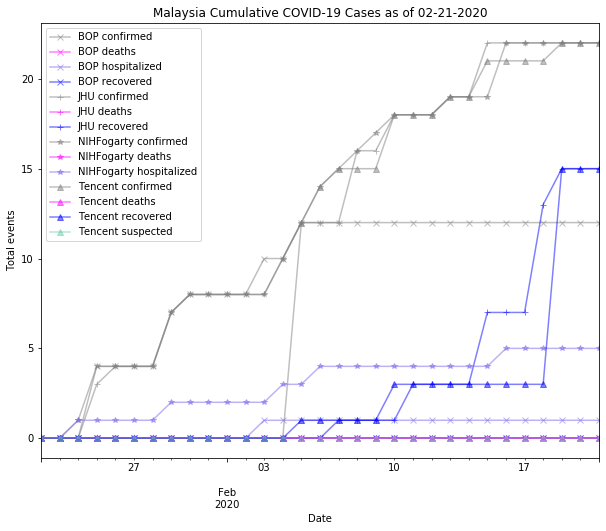 Malaysia Cumulative COVID-19 Cases as of 02-21-2020
BOP confirmed
BOP deaths
BOP hospitalized
BOP recovered
JHU confirmed
JHU deaths
JHU recovered
NIHFogarty confirmed
NIHFogarty deaths
NIHFogarty hospitalized
Tencent confirmed
Tencent deaths
Tencent recovered
Tencent suspected
Total events
20
15
10
5
0
27
03
10
17
Feb
2020
Date